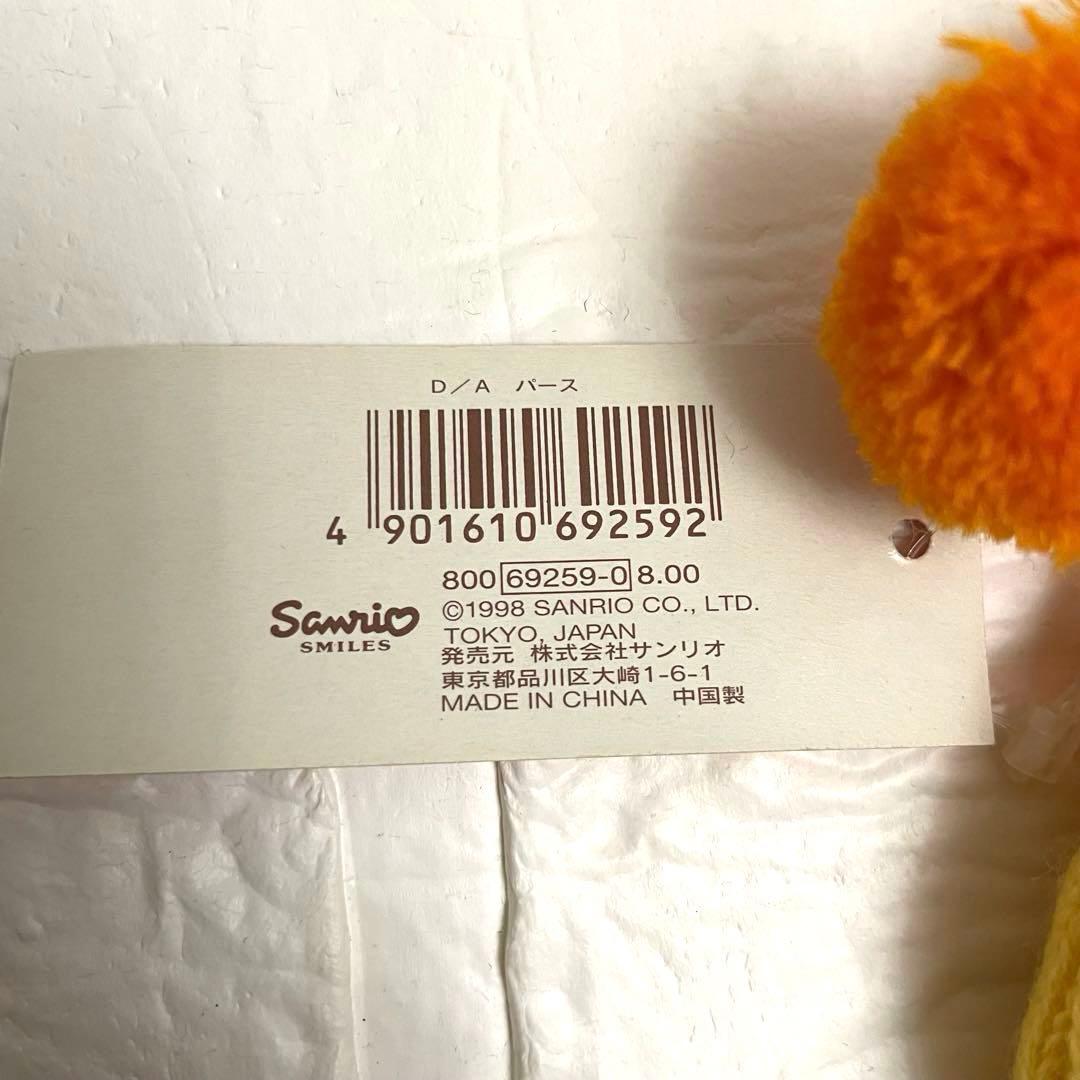 D／A　パース
4 901610 692592
800 69259-0 8.00
Sanrio
SMILES
©1998 SANRIO CO., LTD.
TOKYO, JAPAN
発売元 株式会社サンリオ
東京都品川区大崎1-6-1
MADE IN CHINA 中国製